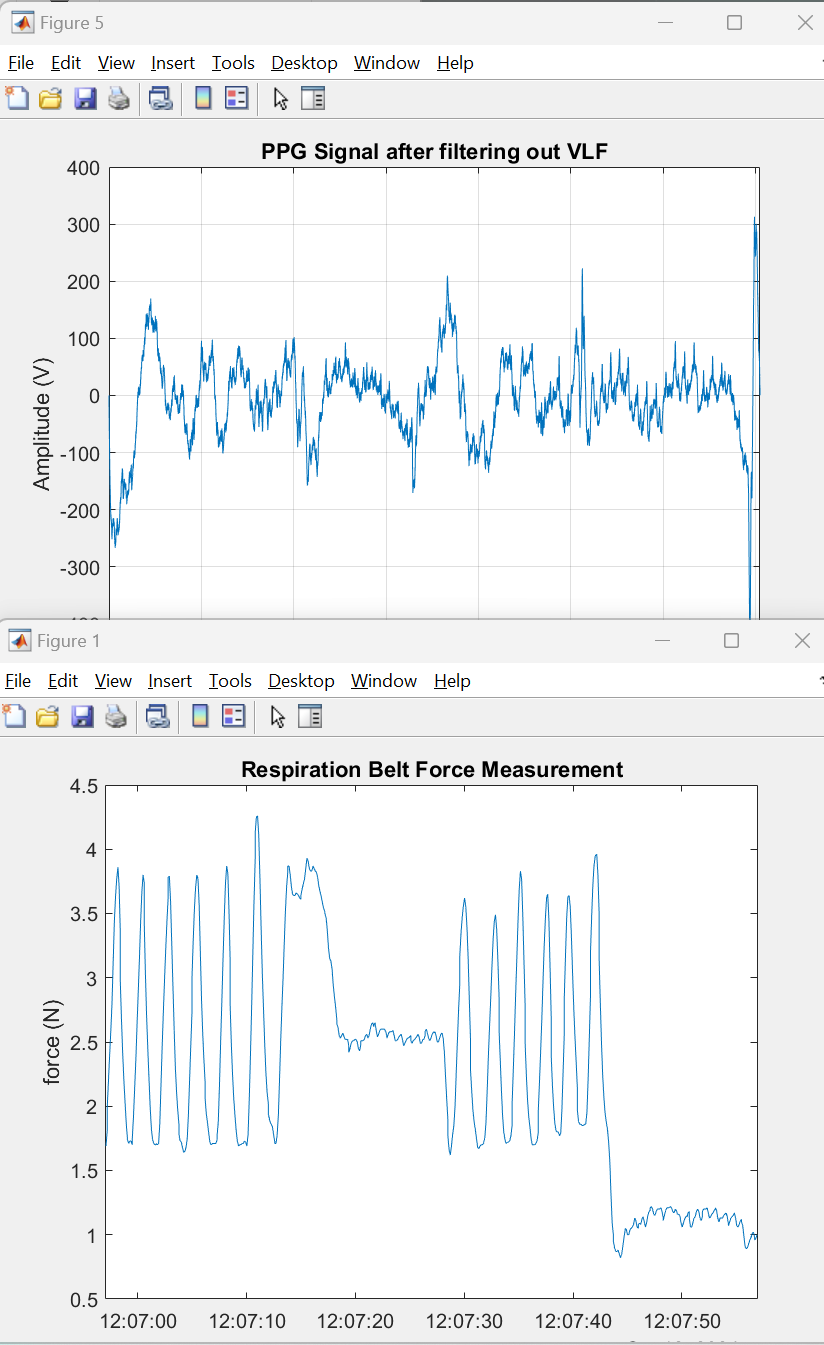 Figure 5
File Edit View Insert Tools Desktop Window Help
PPG Signal after filtering out VLF
400
300
200
100
0
-100
-200
-300
Amplitude (V)
Figure 1
File Edit View Insert Tools Desktop Window Help
Respiration Belt Force Measurement
4.5
4
3.5
3
2.5
2
1.5
1
0.5
force (N)
12:07:00 12:07:10 12:07:20 12:07:30 12:07:40 12:07:50